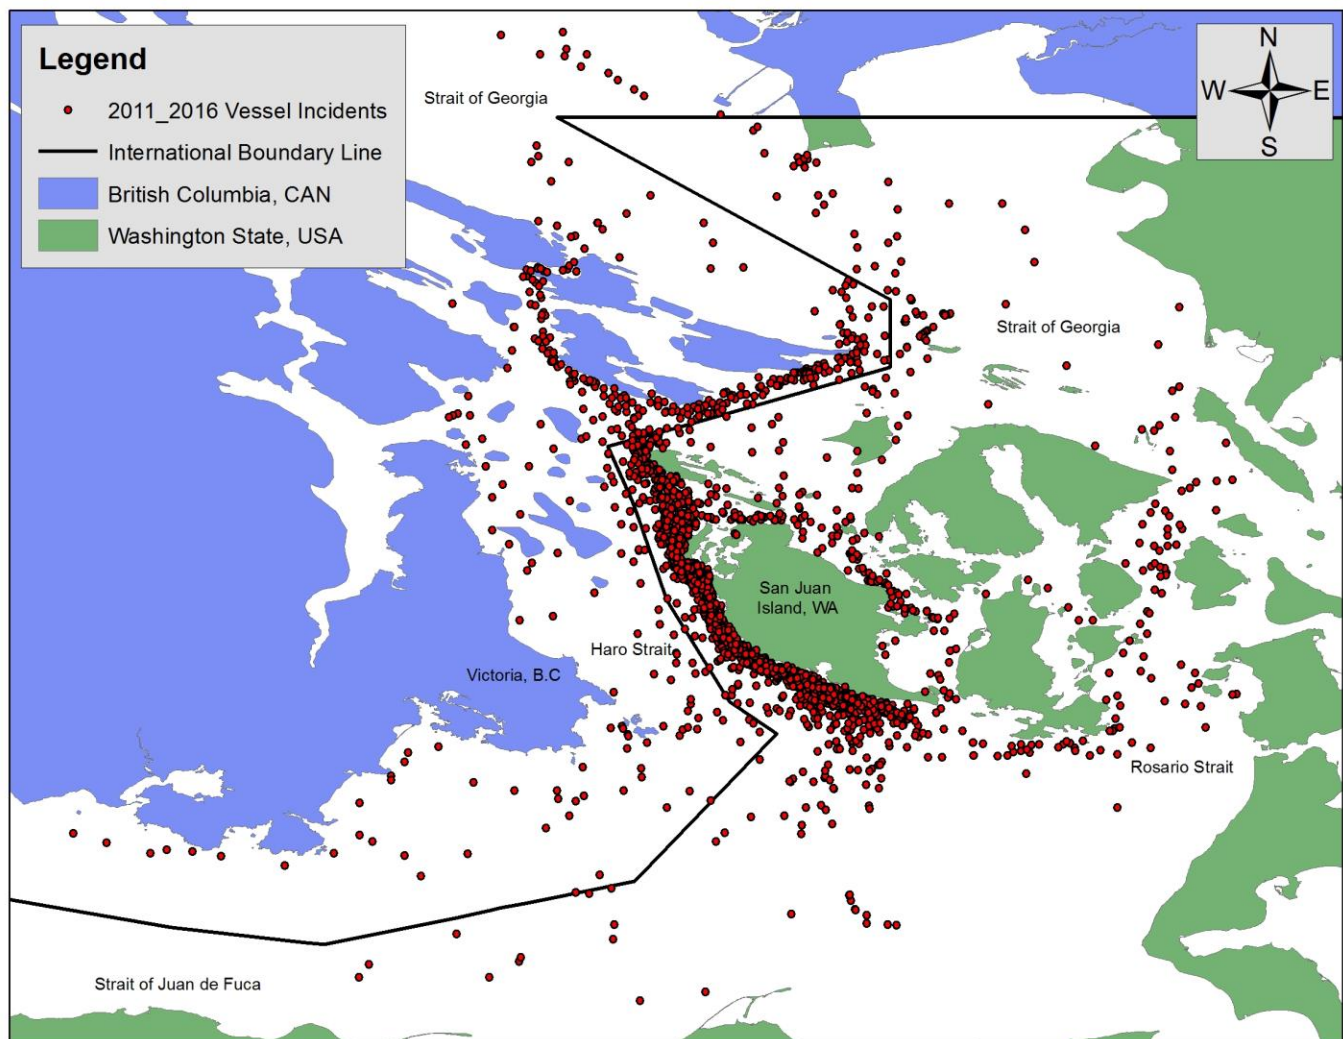 Legend
2011_2016 Vessel Incidents
International Boundary Line
British Columbia, CAN
Washington State, USA
N
W
E
S
Strait of Georgia
Strait of Georgia
San Juan
Island, WA
Haro Strait
Victoria, B.C
Rosario Strait
Strait of Juan de Fuca